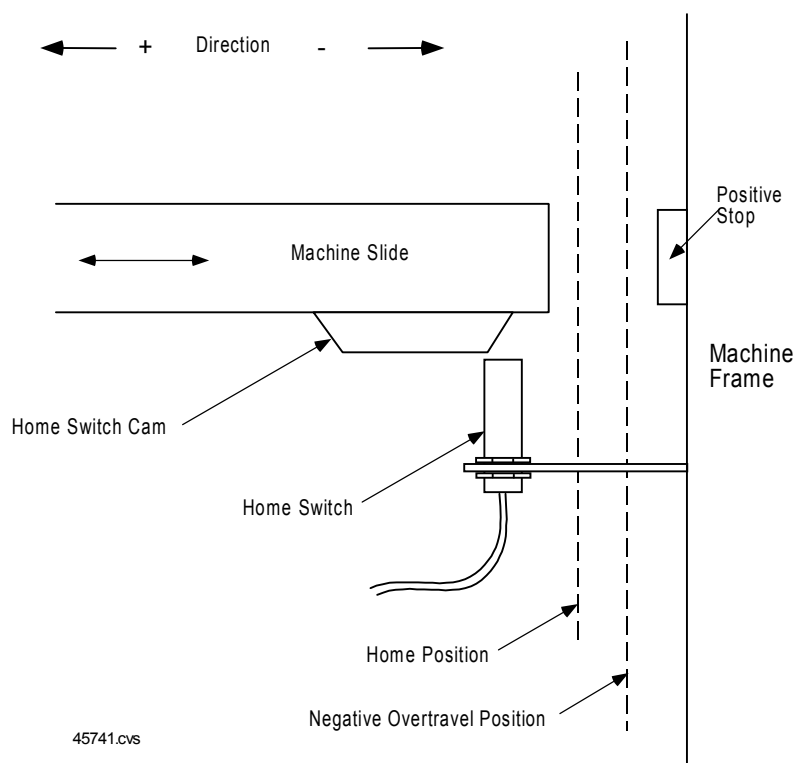 + Direction -
Positive
Stop
Machine Slide
Machine
Frame
Home Switch Cam
Home Switch
Home Position
Negative Overtravel Position
45741.cvs